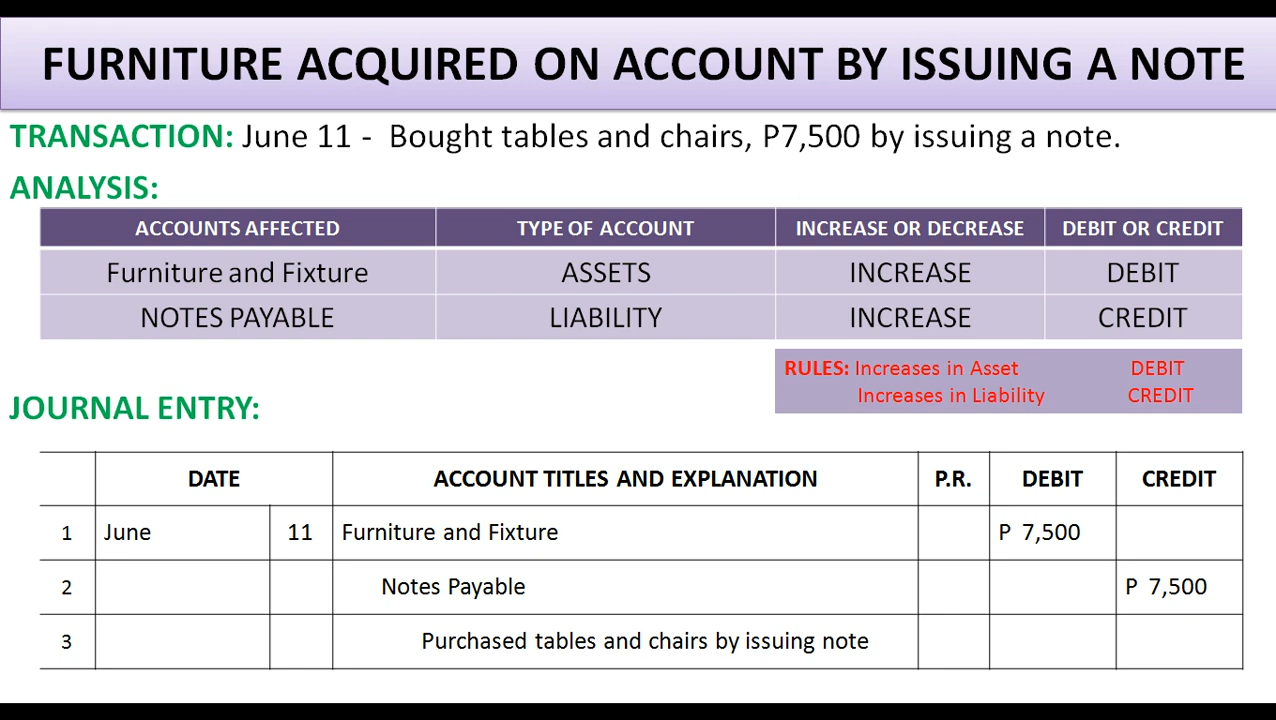 FURNITURE ACQUIRED ON ACCOUNT BY ISSUING A NOTE
TRANSACTION: June 11 - Bought tables and chairs, P7,500 by issuing a note.
ANALYSIS:
ACCOUNTS AFFECTED TYPE OF ACCOUNT INCREASE OR DECREASE DEBIT OR CREDIT
Furniture and Fixture ASSETS INCREASE DEBIT
NOTES PAYABLE LIABILITY INCREASE CREDIT
RULES: Increases in Asset DEBIT
Increases in Liability CREDIT
JOURNAL ENTRY:
DATE ACCOUNT TITLES AND EXPLANATION P.R. DEBIT CREDIT
1 June 11 Furniture and Fixture P 7,500
2 Notes Payable P 7,500
3 Purchased tables and chairs by issuing note